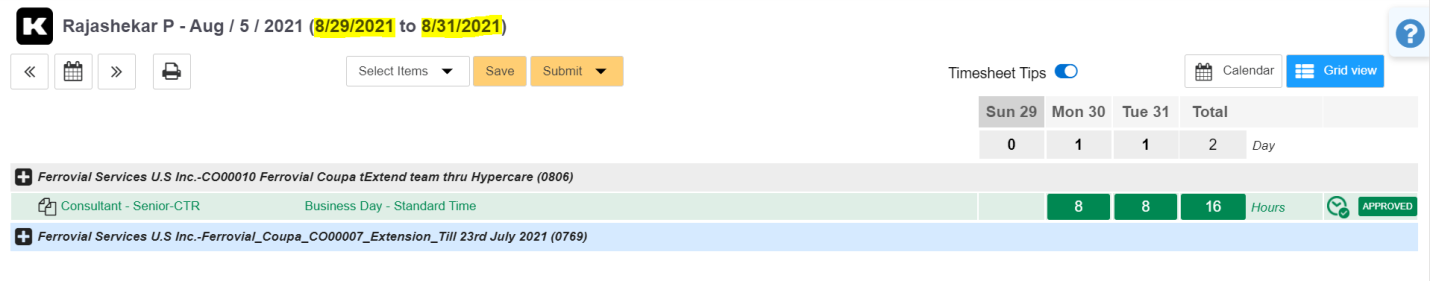 K Rajashekar P - Aug / 5 / 2021 (8/29/2021 to 8/31/2021) ?
Select Items Save Submit Timesheet Tips Calendar Grid view
Sun 29 Mon 30 Tue 31 Total
0 1 1 2 Day
Ferrovial Services U.S Inc.-CO00010 Ferrovial Coupa tExtend team thru Hypercare (0806)
Consultant - Senior-CTR Business Day - Standard Time 8 8 16 Hours APPROVED
Ferrovial Services U.S Inc.-Ferrovial_Coupa_CO00007_Extension_Till 23rd July 2021 (0769)